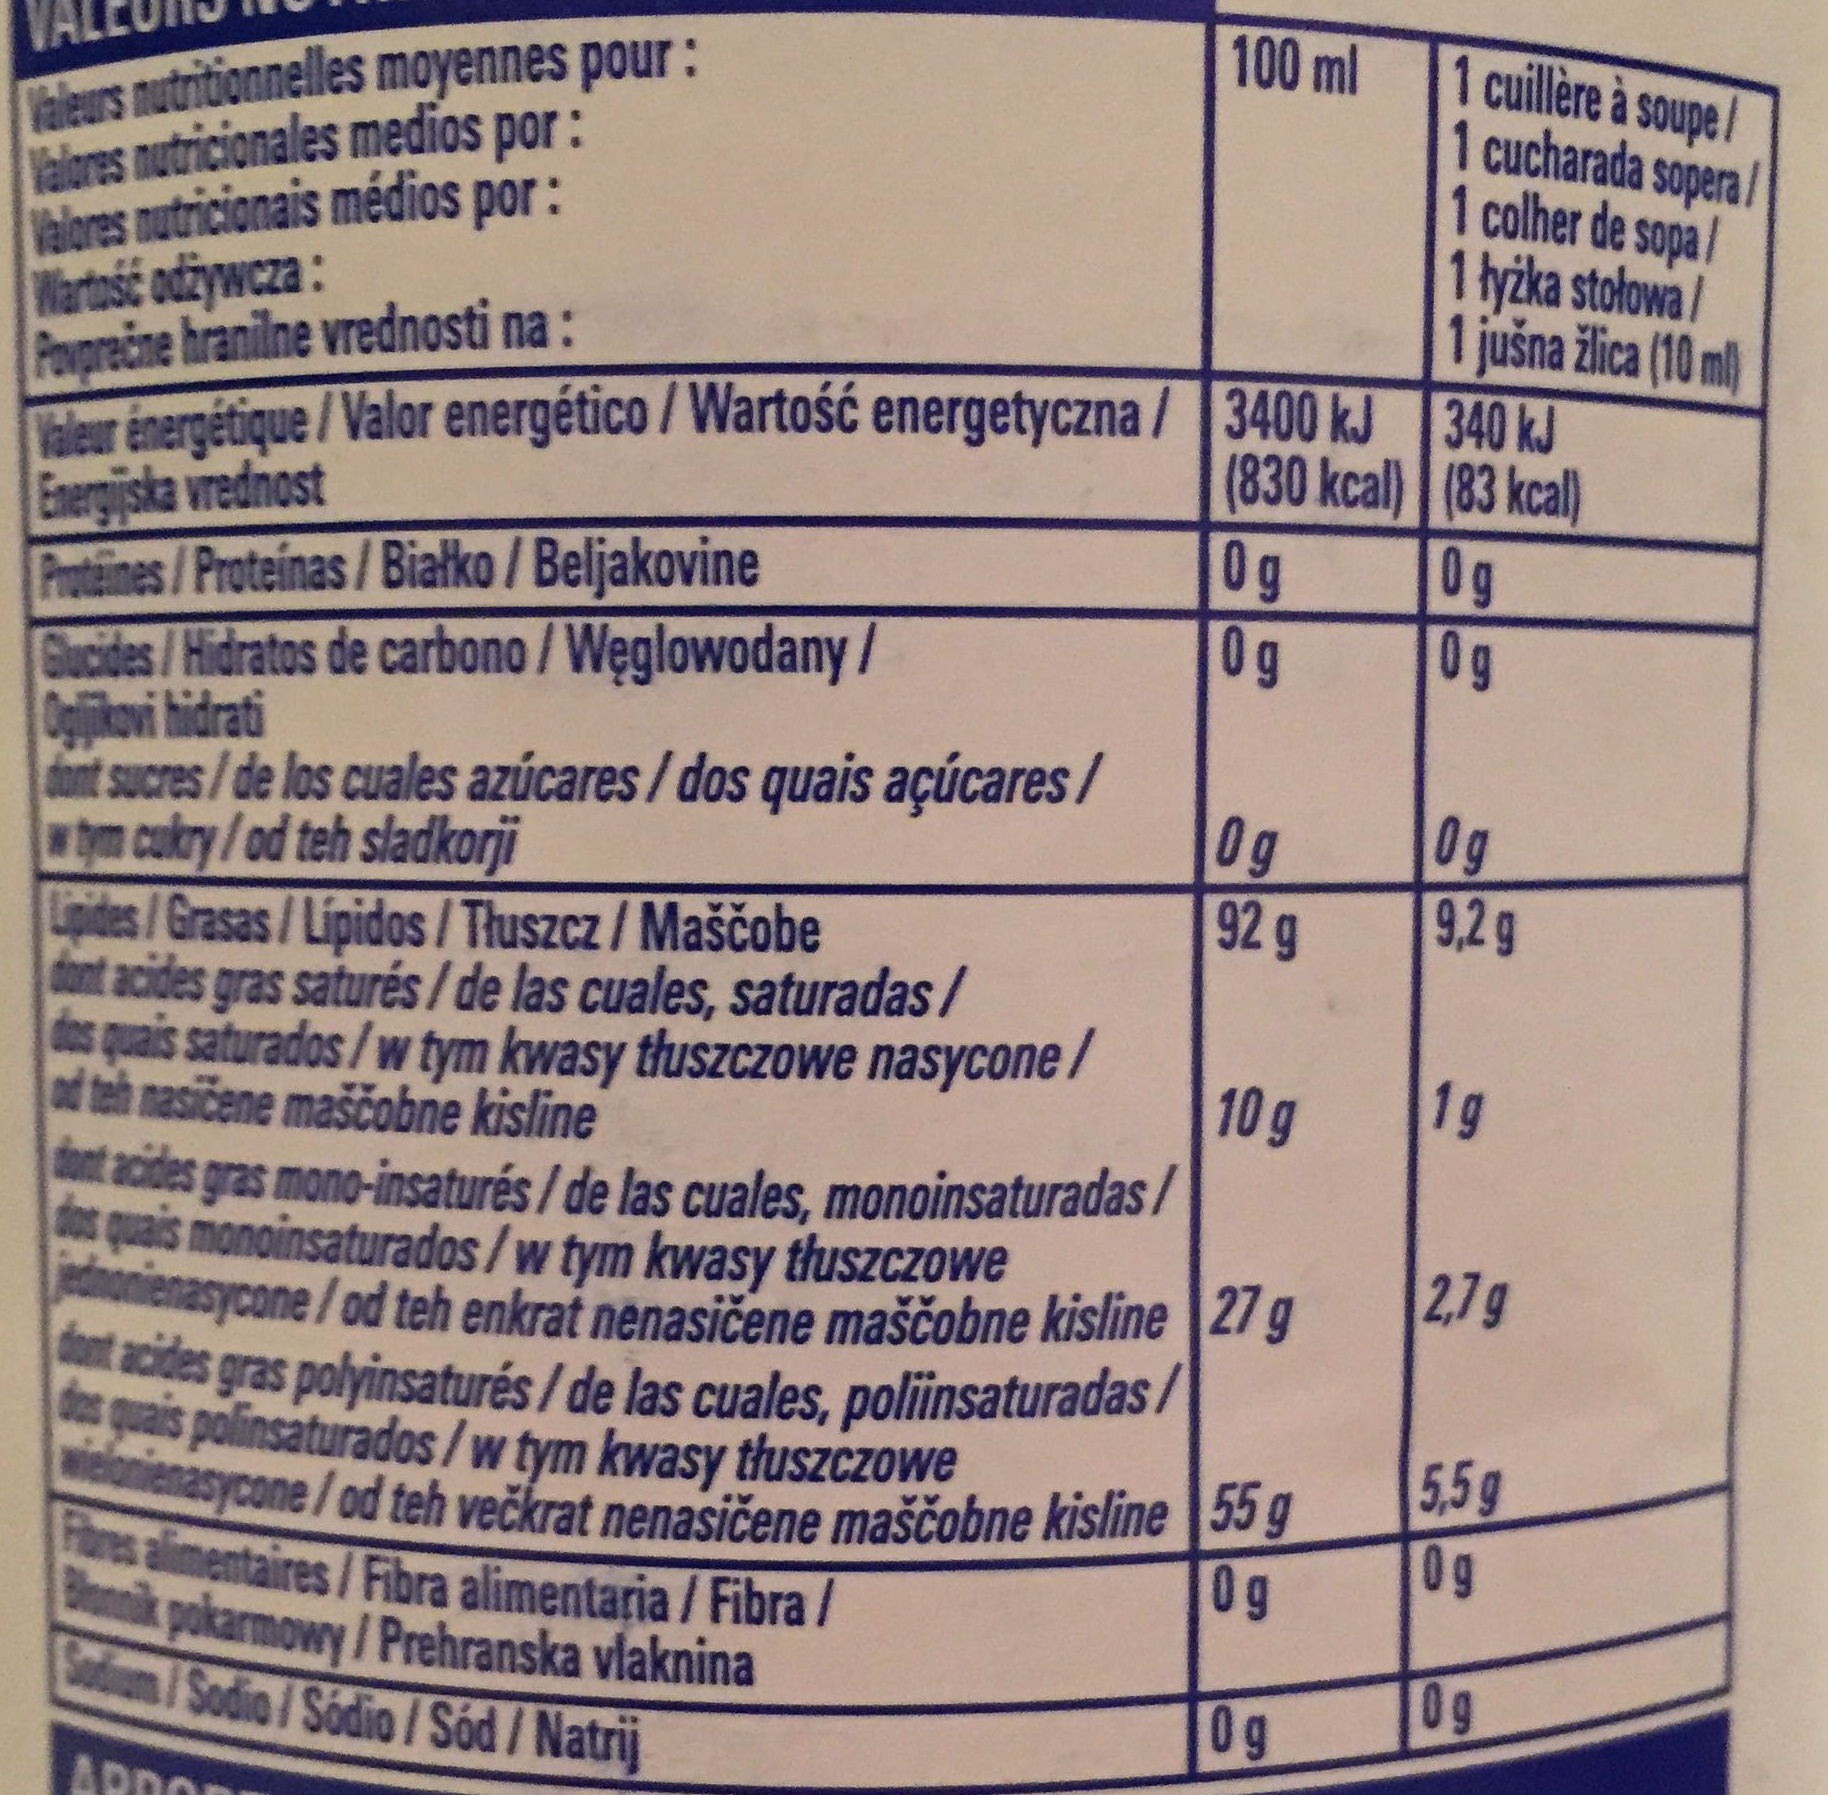 Valeurs nutritionnelles moyennes pour :
Valores nutricionales medios por :
Valores nutricionais médios por :
Wartość odżywcza :
Povprečne hranilne vrednosti na :
100 ml
1 cuillère à soupe /
1 cucharada sopera /
1 colher de sopa /
1 łyżka stołowa /
1 jušna žlica (10 ml)
Valeur énergétique / Valor energético / Wartość energetyczna / 3400 kJ 340 kJ
Energijska vrednost (830 kcal) (83 kcal)
Protéines / Proteínas / Białko / Beljakovine 0 g 0 g
Glucides / Hidratos de carbono / Węglowodany / 0 g 0 g
Ogljikovi hidrati
dont sucres / de los cuales azúcares / dos quais açúcares /
w tym cukry / od teh sladkorji 0 g 0 g
Lipides / Grasas / Lípidos / Tłuszcz / Maščobe 92 g 9,2 g
dont acides gras saturés / de las cuales, saturadas /
dos quais saturados / w tym kwasy tłuszczowe nasycone /
od teh nasičene maščobne kisline 10 g 1 g
dont acides gras mono-insaturés / de las cuales, monoinsaturadas /
dos quais monoinsaturados / w tym kwasy tłuszczowe
jednonienasycone / od teh enkrat nenasičene maščobne kisline 27 g 2,7 g
dont acides gras polyinsaturés / de las cuales, poliinsaturadas /
dos quais polinsaturados / w tym kwasy tłuszczowe
wielonienasycone / od teh večkrat nenasičene maščobne kisline 55 g 5,5 g
Fibres alimentaires / Fibra alimentaria / Fibra / 0 g 0 g
Błonnik pokarmowy / Prehranska vlaknina
Sodium / Sodio / Sódio / Sód / Natrij 0 g 0 g